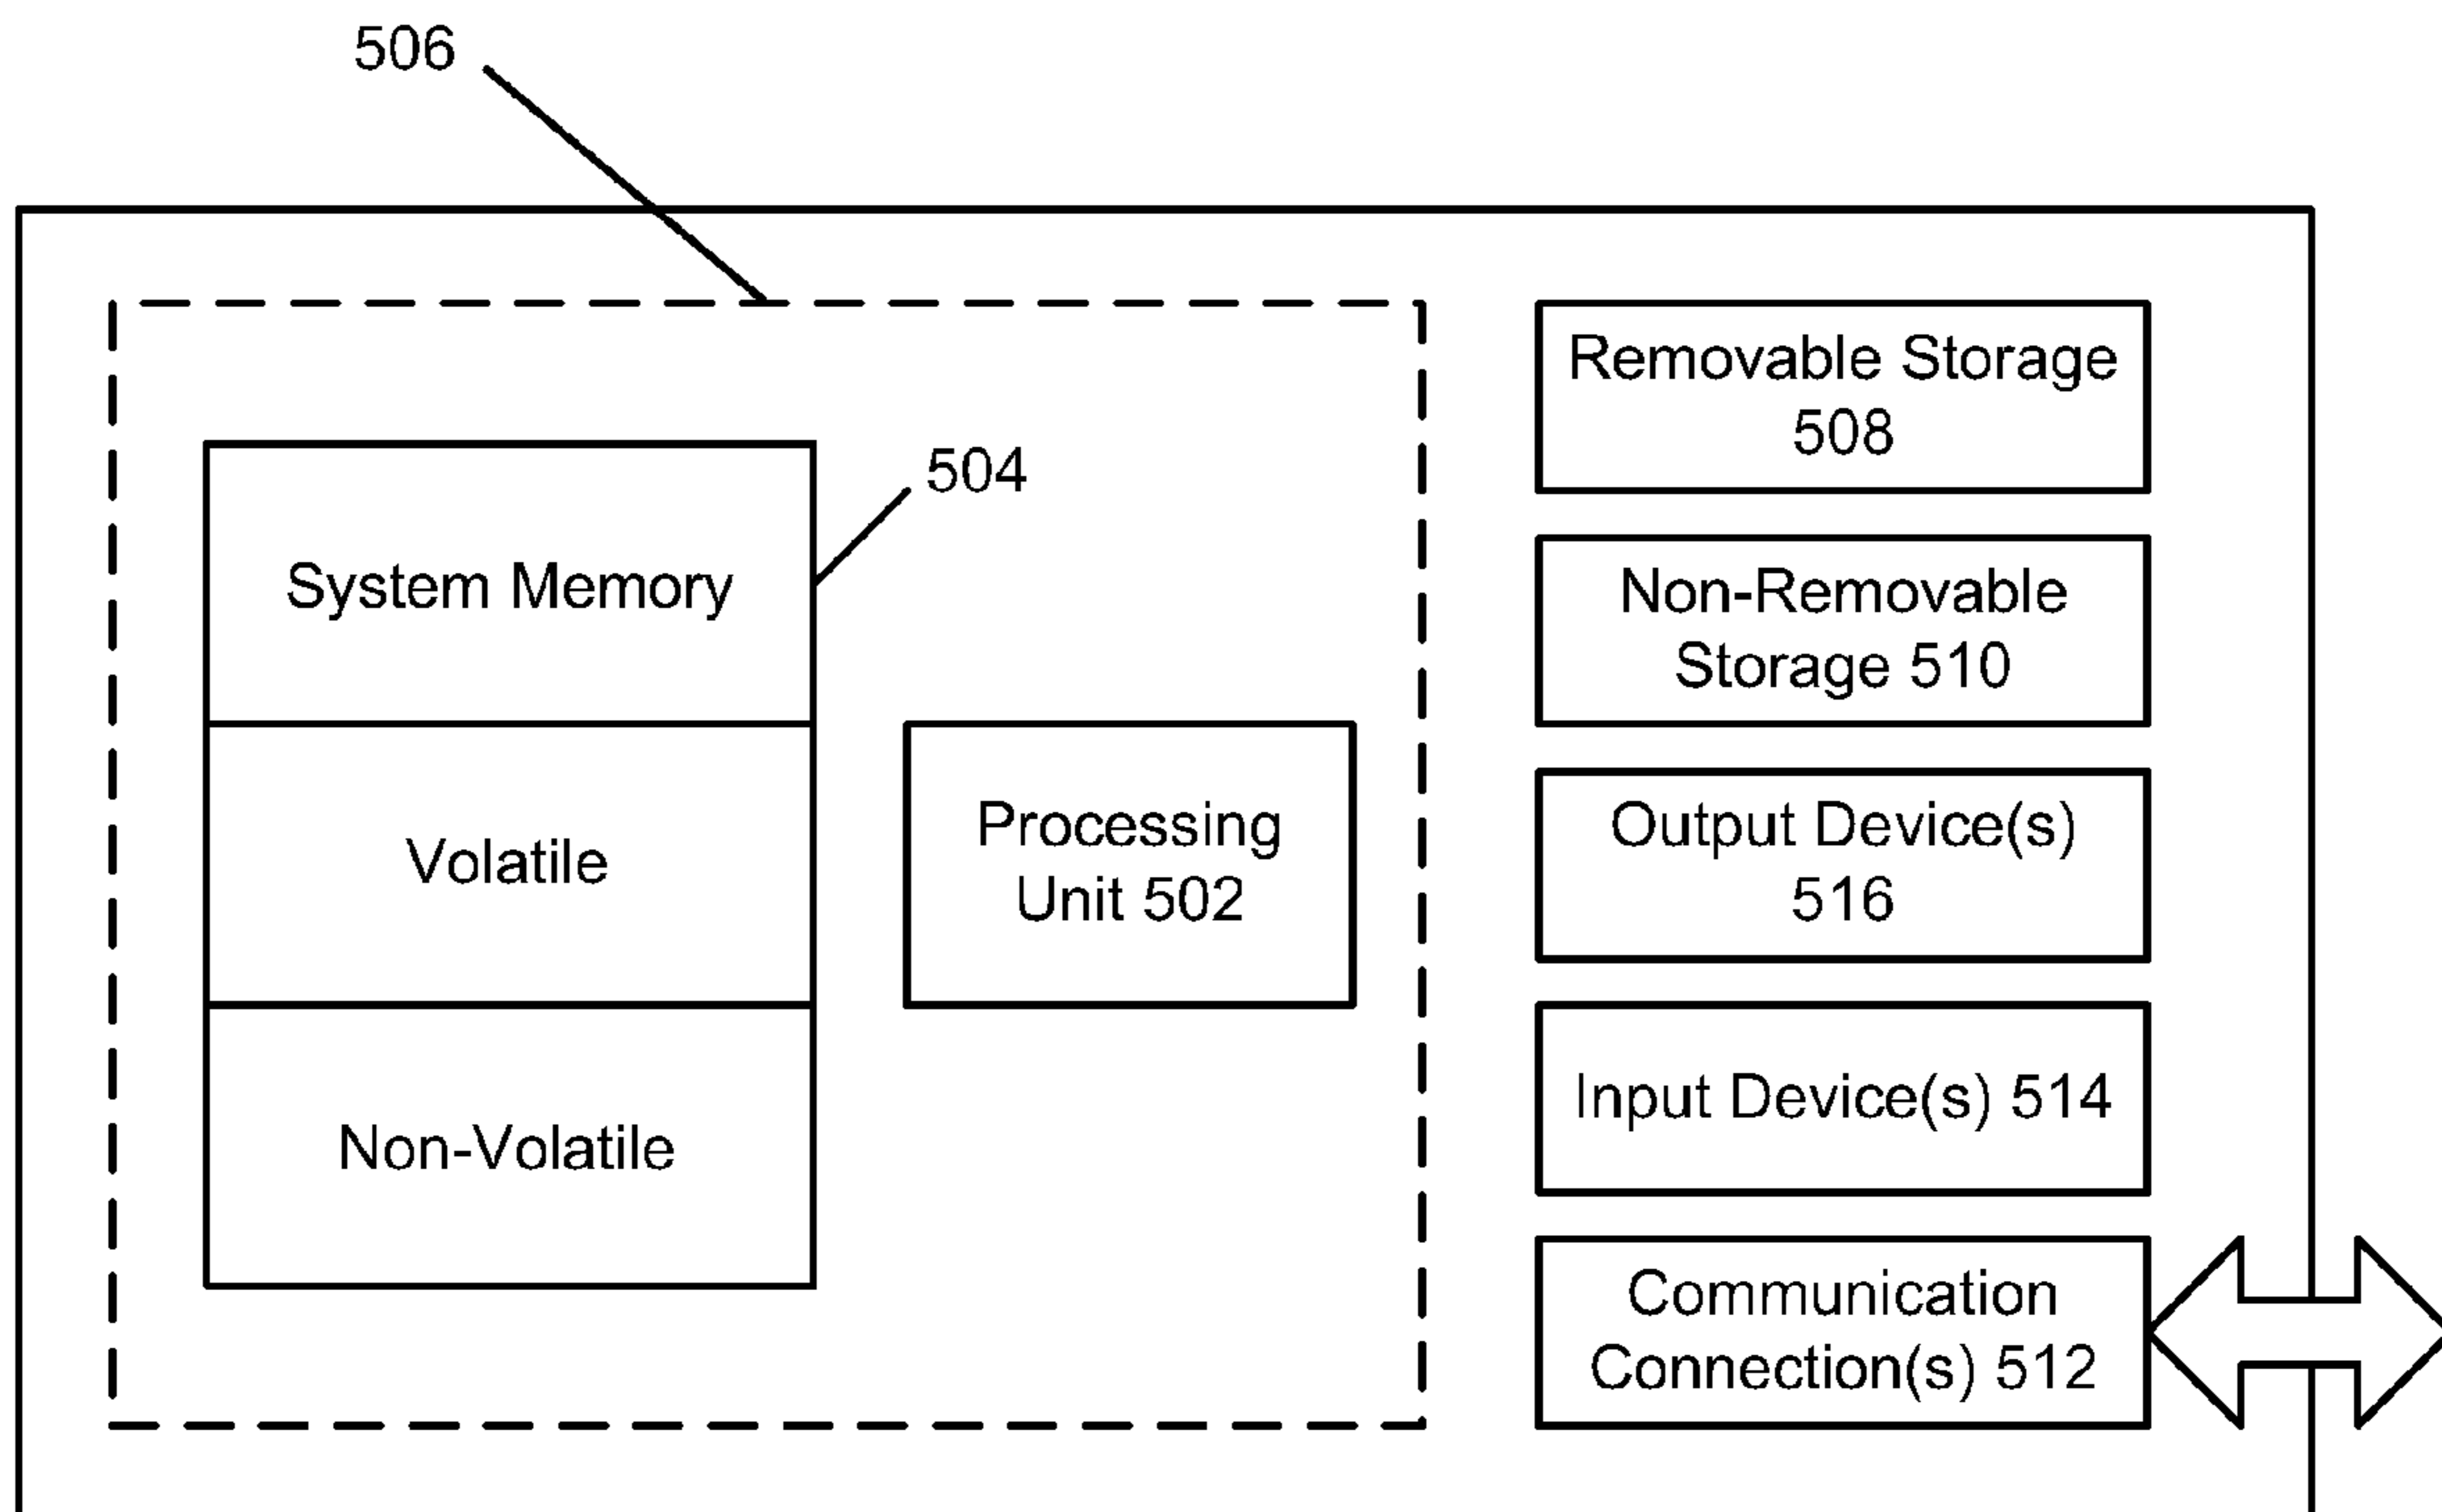 506
504
System Memory
Volatile
Non-Volatile
Processing
Unit 502
Removable Storage
508
Non-Removable
Storage 510
Output Device(s)
516
Input Device(s) 514
Communication
Connection(s) 512